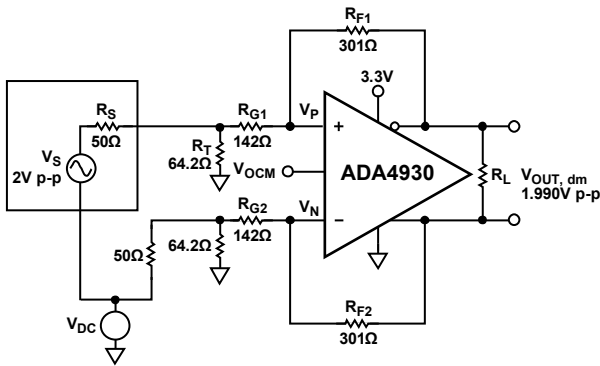 RF1
301Ω
3.3V
RS
50Ω
VS
2V p-p
RT
64.2Ω
RG1
142Ω
VP
+
VOCM
ADA4930
RL
VOUT, dm
1.990V p-p
50Ω
64.2Ω
RG2
142Ω
VN
−
VDC
RF2
301Ω